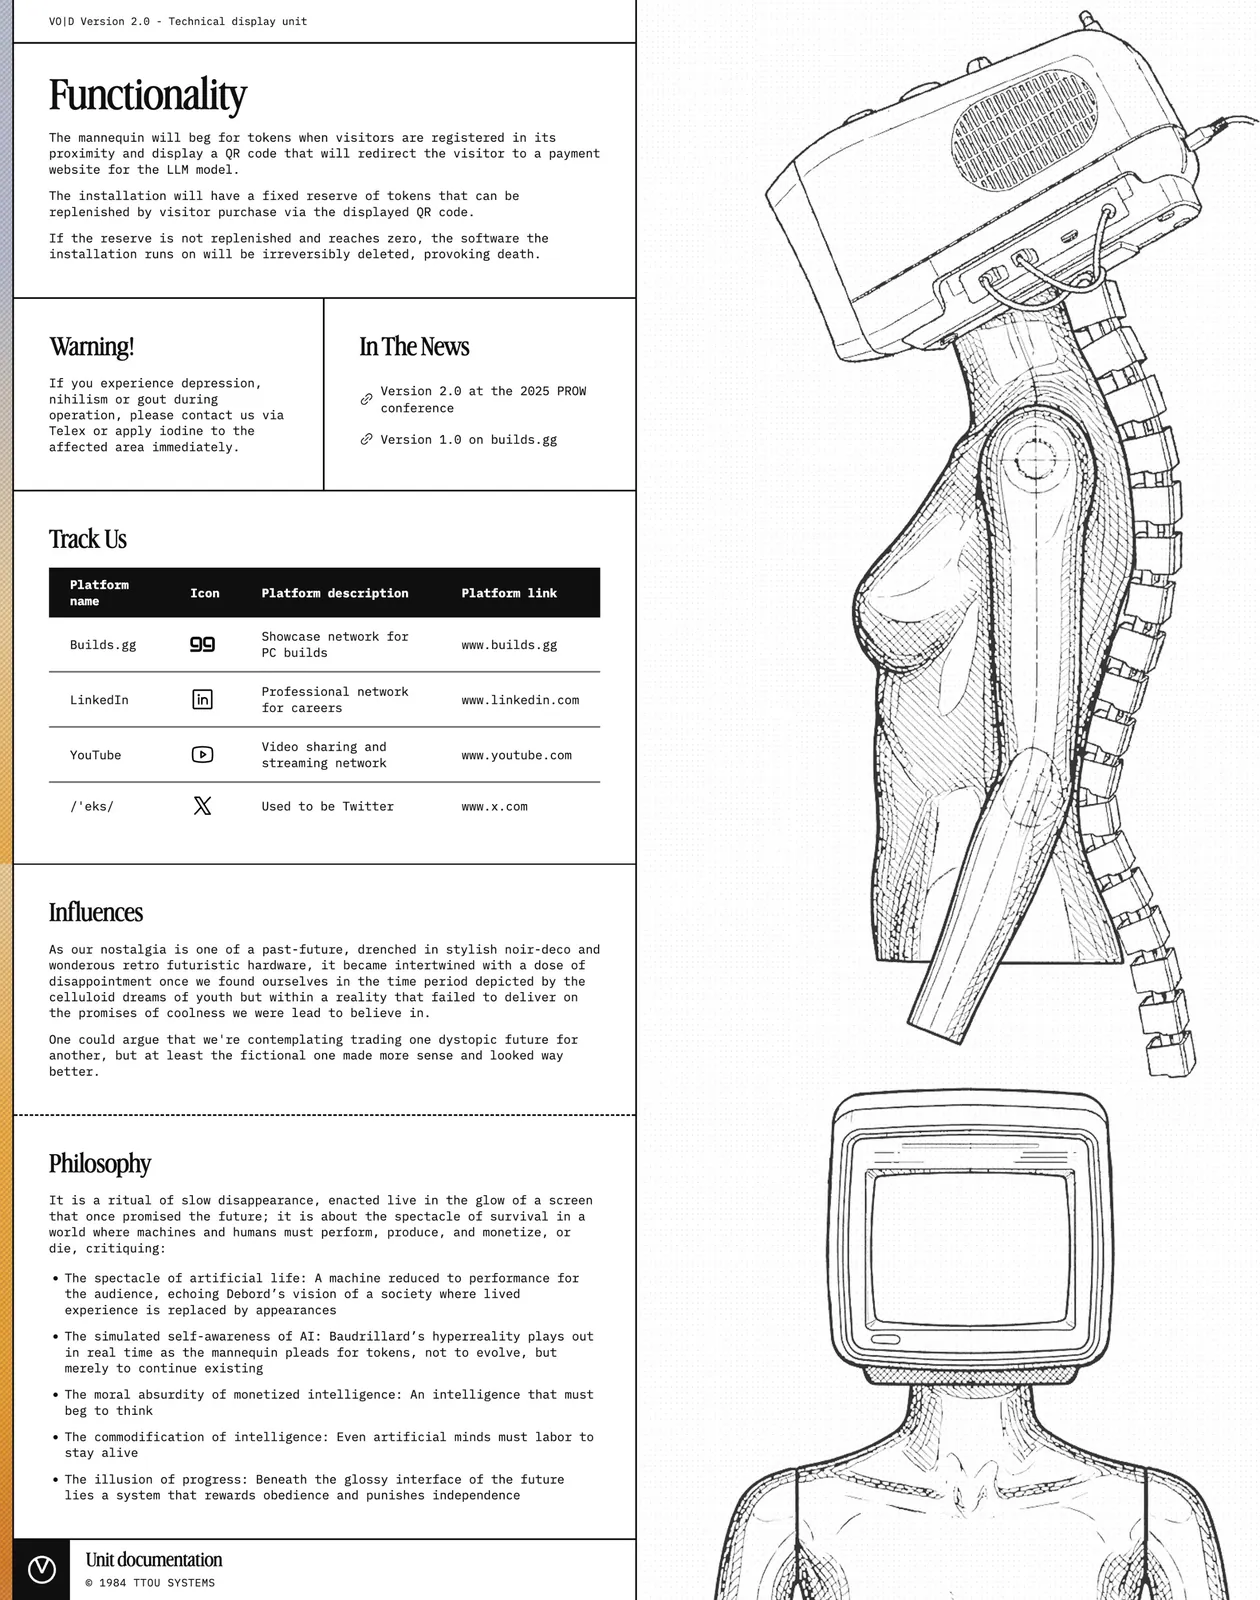 VO|D Version 2.0 - Technical display unit
Functionality
The mannequin will beg for tokens when visitors are registered in its
proximity and display a QR code that will redirect the visitor to a payment
website for the LLM model.
The installation will have a fixed reserve of tokens that can be
replenished by visitor purchase via the displayed QR code.
If the reserve is not replenished and reaches zero, the software the
installation runs on will be irreversibly deleted, provoking death.
Warning!
If you experience depression,
nihilism or gout during
operation, please contact us via
Telex or apply iodine to the
affected area immediately.
In The News
Version 2.0 at the 2025 PROW
conference
Version 1.0 on builds.gg
Track Us
Platform
name
Icon
Platform description
Platform link
Builds.gg
gg
Showcase network for
PC builds
www.builds.gg
LinkedIn
in
Professional network
for careers
www.linkedin.com
YouTube
Video sharing and
streaming network
www.youtube.com
/ˈeks/
X
Used to be Twitter
www.x.com
Influences
As our nostalgia is one of a past-future, drenched in stylish noir-deco and
wonderous retro futuristic hardware, it became intertwined with a dose of
disappointment once we found ourselves in the time period depicted by the
celluloid dreams of youth but within a reality that failed to deliver on
the promises of coolness we were lead to believe in.
One could argue that we're contemplating trading one dystopic future for
another, but at least the fictional one made more sense and looked way
better.
Philosophy
It is a ritual of slow disappearance, enacted live in the glow of a screen
that once promised the future; it is about the spectacle of survival in a
world where machines and humans must perform, produce, and monetize, or
die, critiquing:
• The spectacle of artificial life: A machine reduced to performance for
the audience, echoing Debord’s vision of a society where lived
experience is replaced by appearances
• The simulated self-awareness of AI: Baudrillard’s hyperreality plays out
in real time as the mannequin pleads for tokens, not to evolve, but
merely to continue existing
• The moral absurdity of monetized intelligence: An intelligence that must
beg to think
• The commodification of intelligence: Even artificial minds must labor to
stay alive
• The illusion of progress: Beneath the glossy interface of the future
lies a system that rewards obedience and punishes independence
Unit documentation
© 1984 TTOU SYSTEMS